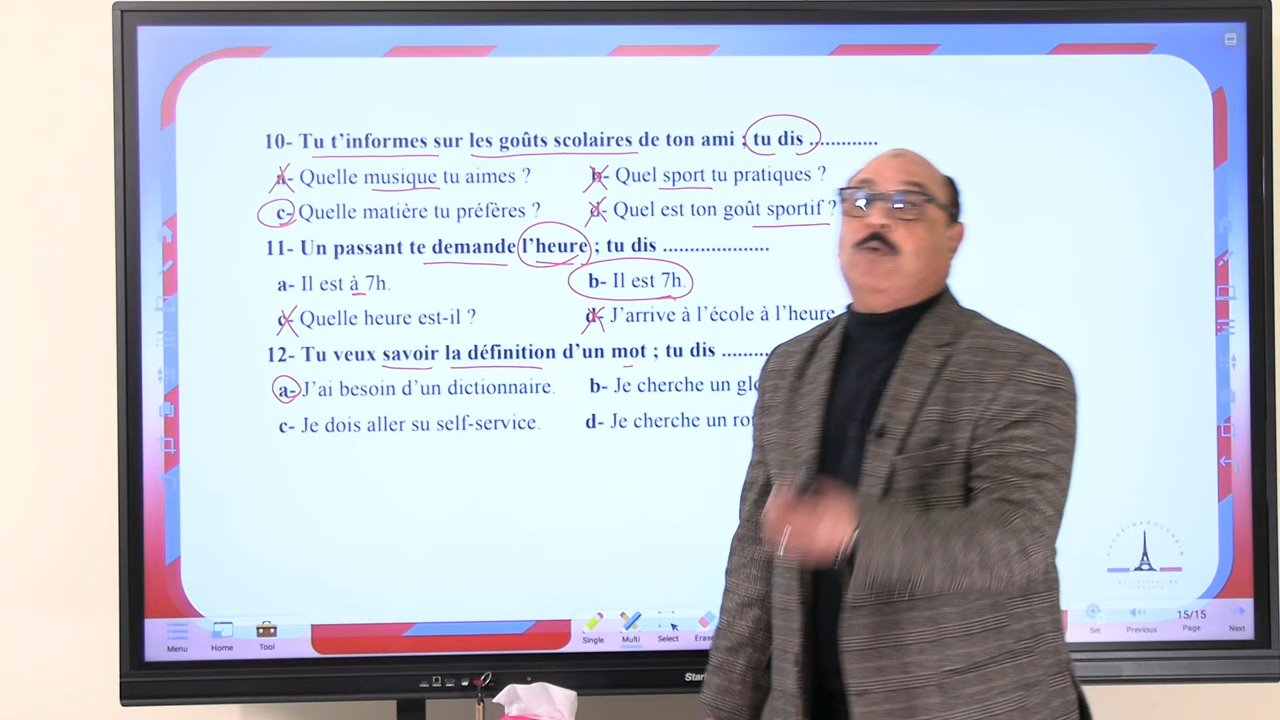 10- Tu t'informes sur les goûts scolaires de ton ami ; tu dis .............
a- Quelle musique tu aimes ? b- Quel sport tu pratiques ?
c- Quelle matière tu préfères ? d- Quel est ton goût sportif ?
11- Un passant te demande l'heure ; tu dis ....................
a- Il est à 7h. b- Il est 7h.
c- Quelle heure est-il ? d- J'arrive à l'école à l'heure
12- Tu veux savoir la définition d'un mot ; tu dis .........
a- J'ai besoin d'un dictionnaire. b- Je cherche un
c- Je dois aller su self-service. d- Je cherche un
Menu Home Tool Single Multi Select Set Previous 15/15 Page Next